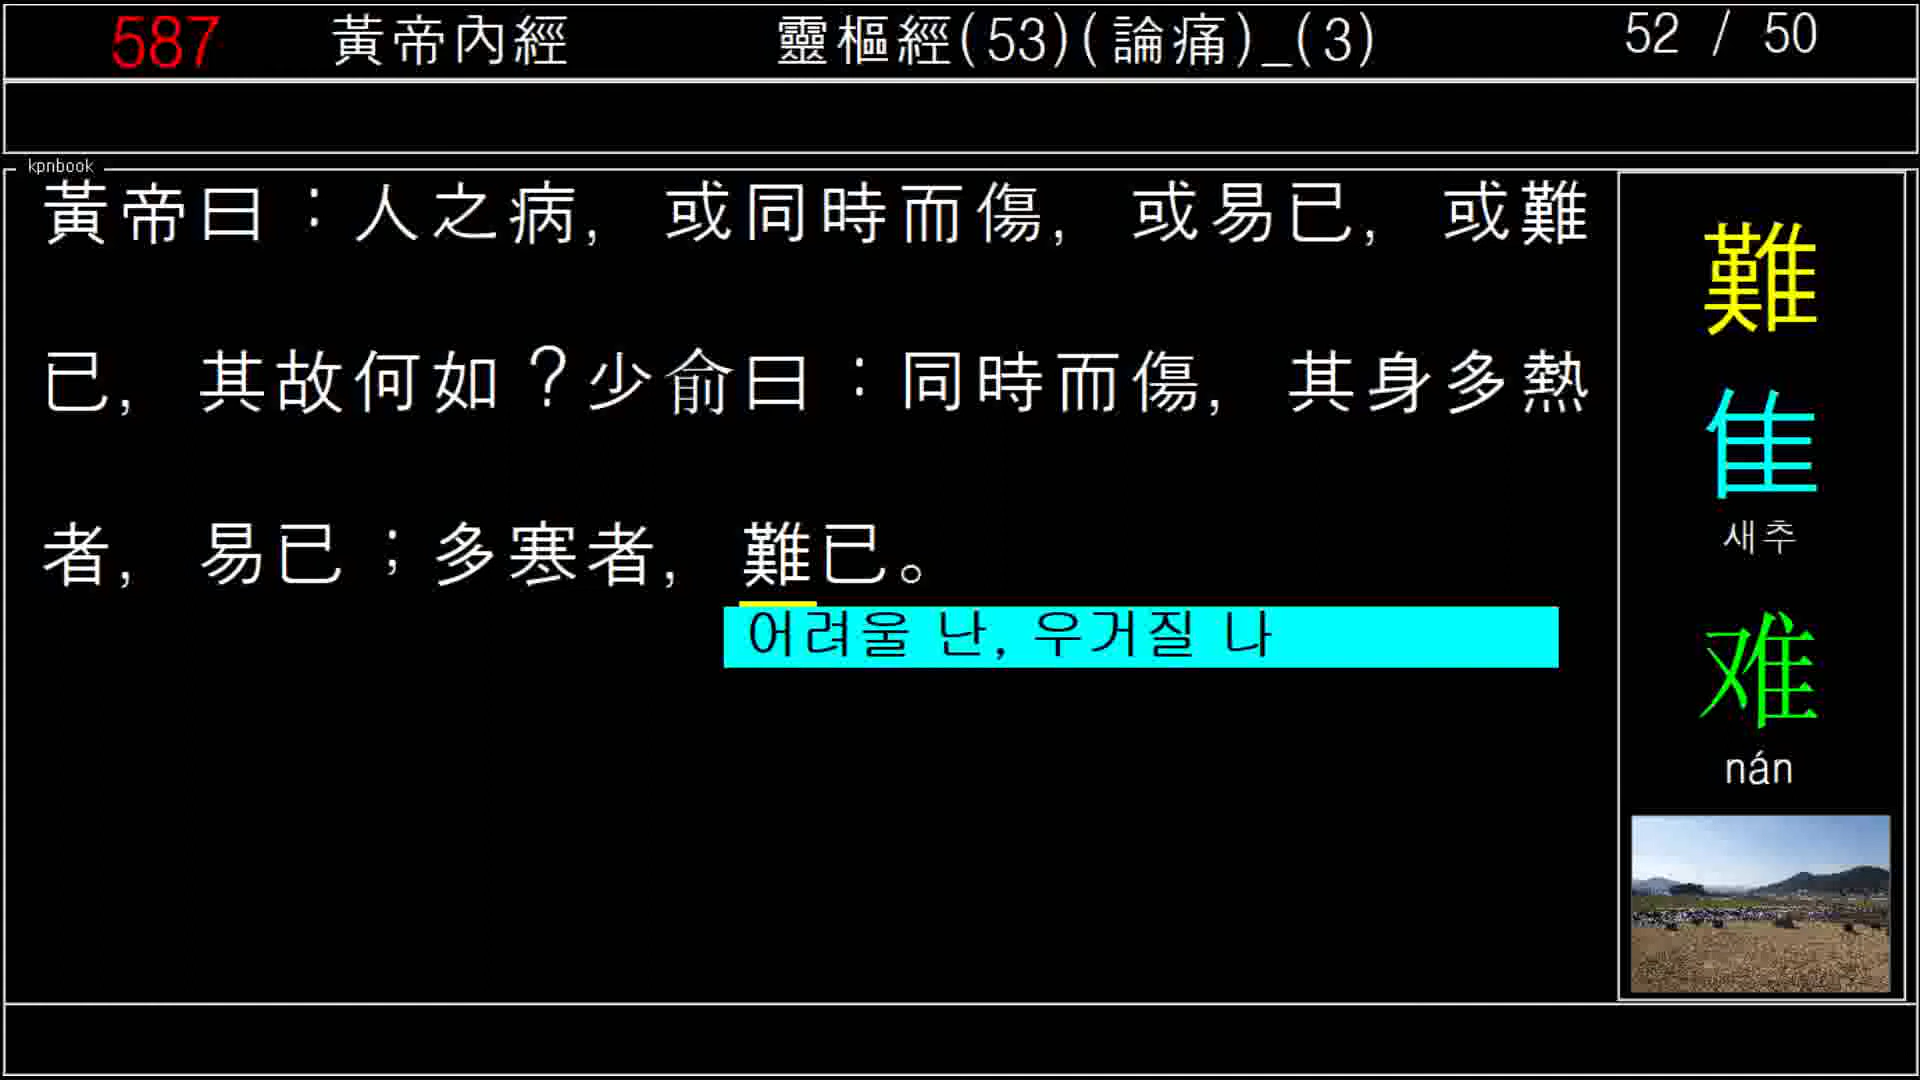 587 黃帝內經 靈樞經(53)(論痛)_(3) 52 / 50
kpnbook
黃帝曰：人之病, 或同時而傷, 或易已, 或難
已, 其故何如？少俞曰：同時而傷, 其身多熱
者, 易已；多寒者, 難已。
어려울 난, 우거질 나
難
隹
새추
难
nán